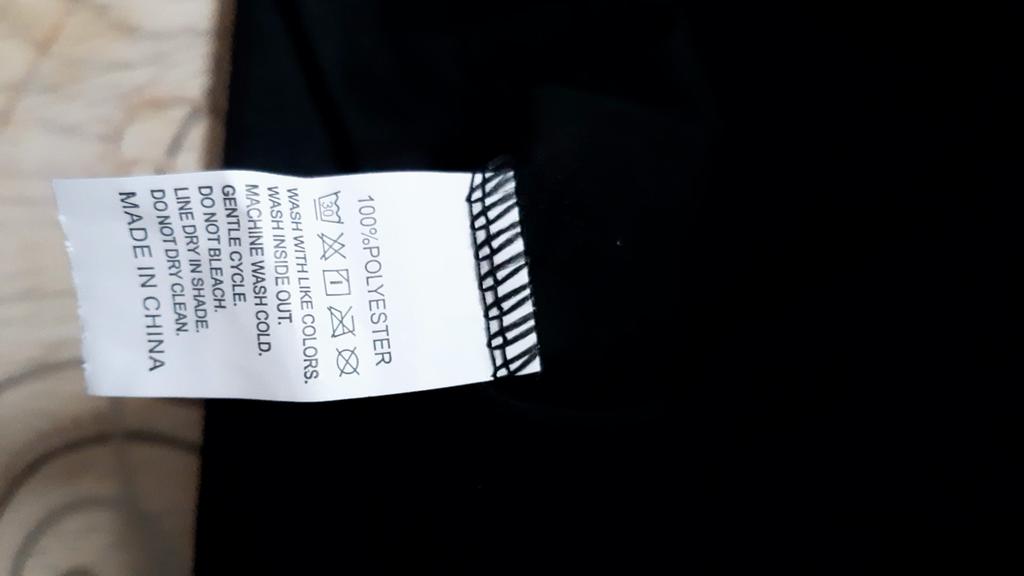 100%POLYESTER
30
WASH WITH LIKE COLORS.
WASH INSIDE OUT.
MACHINE WASH COLD.
GENTLE CYCLE.
DO NOT BLEACH.
LINE DRY IN SHADE.
DO NOT DRY CLEAN.
MADE IN CHINA